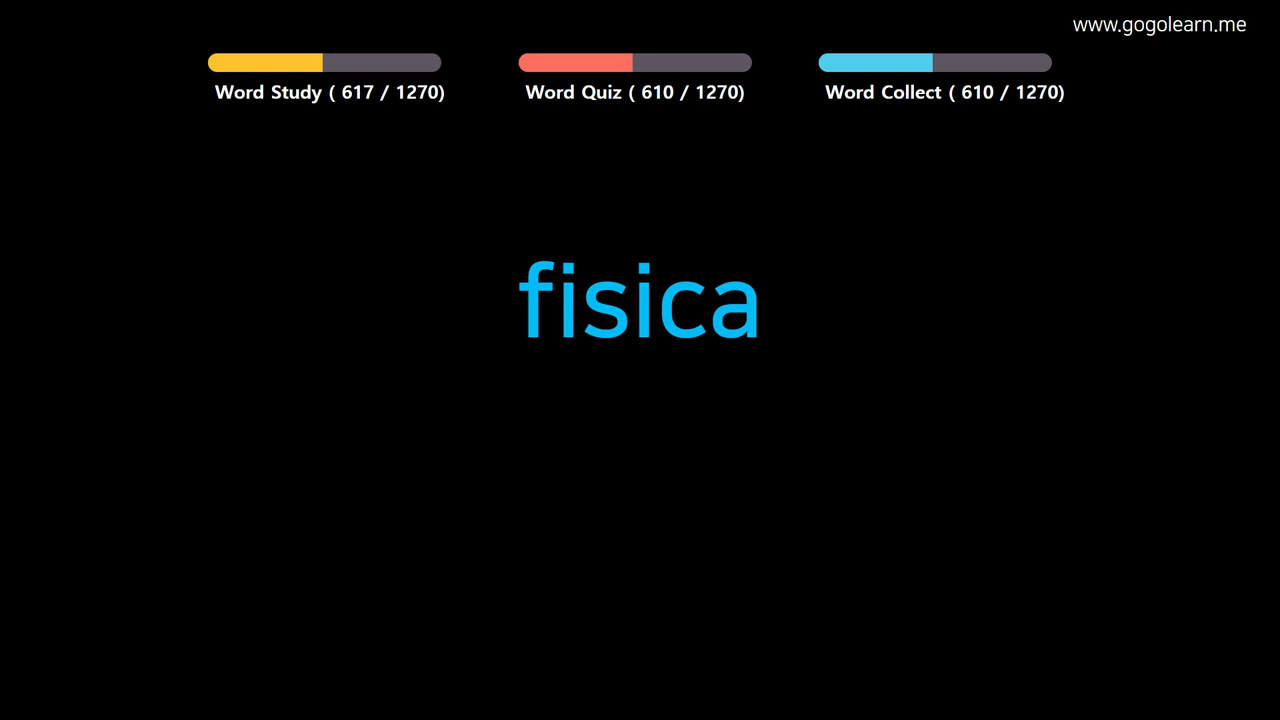 www.gogolearn.me
Word Study ( 617 / 1270)
Word Quiz ( 610 / 1270)
Word Collect ( 610 / 1270)
fisica